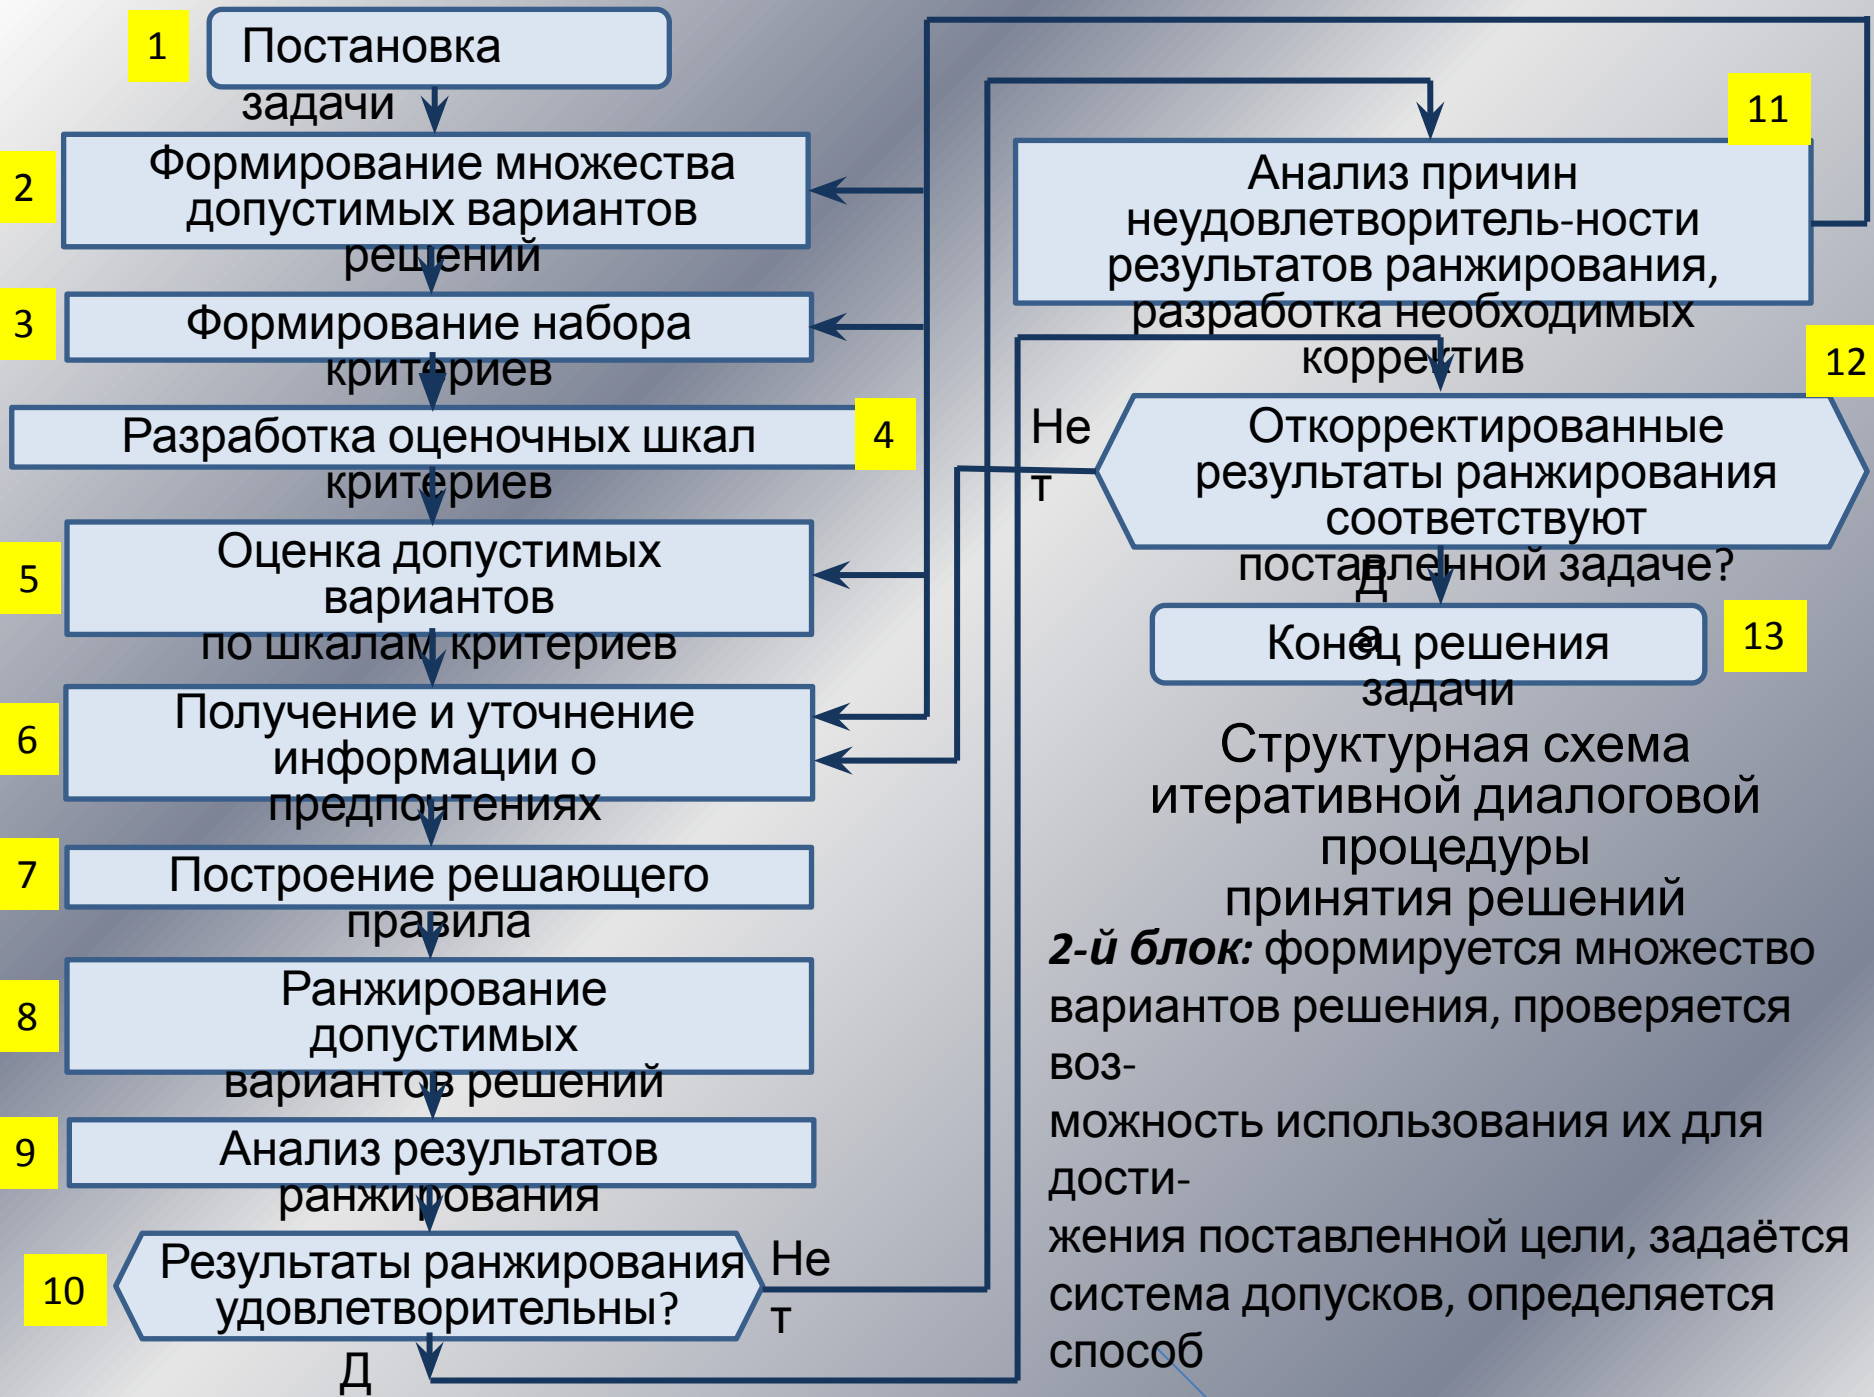 1
Постановка
задачи
2
Формирование множества
допустимых вариантов
решений
3
Формирование набора
критериев
Разработка оценочных шкал
критериев
4
5
Оценка допустимых
вариантов
по шкалам критериев
6
Получение и уточнение
информации о
предпочтениях
7
Построение решающего
правила
8
Ранжирование
допустимых
вариантов решений
9
Анализ результатов
ранжирования
10
Результаты ранжирования
удовлетворительны?
Не
т
Д
11
Анализ причин
неудовлетворитель-ности
результатов ранжирования,
разработка необходимых
корректив
12
Не
т
Откорректированные
результаты ранжирования
соответствуют
поставленной задаче?
Д
а
Конец решения
задачи
13
Структурная схема
итеративной диалоговой
процедуры
принятия решений
2-й блок: формируется множество
вариантов решения, проверяется
воз-
можность использования их для
дости-
жения поставленной цели, задаётся
система допусков, определяется
способ